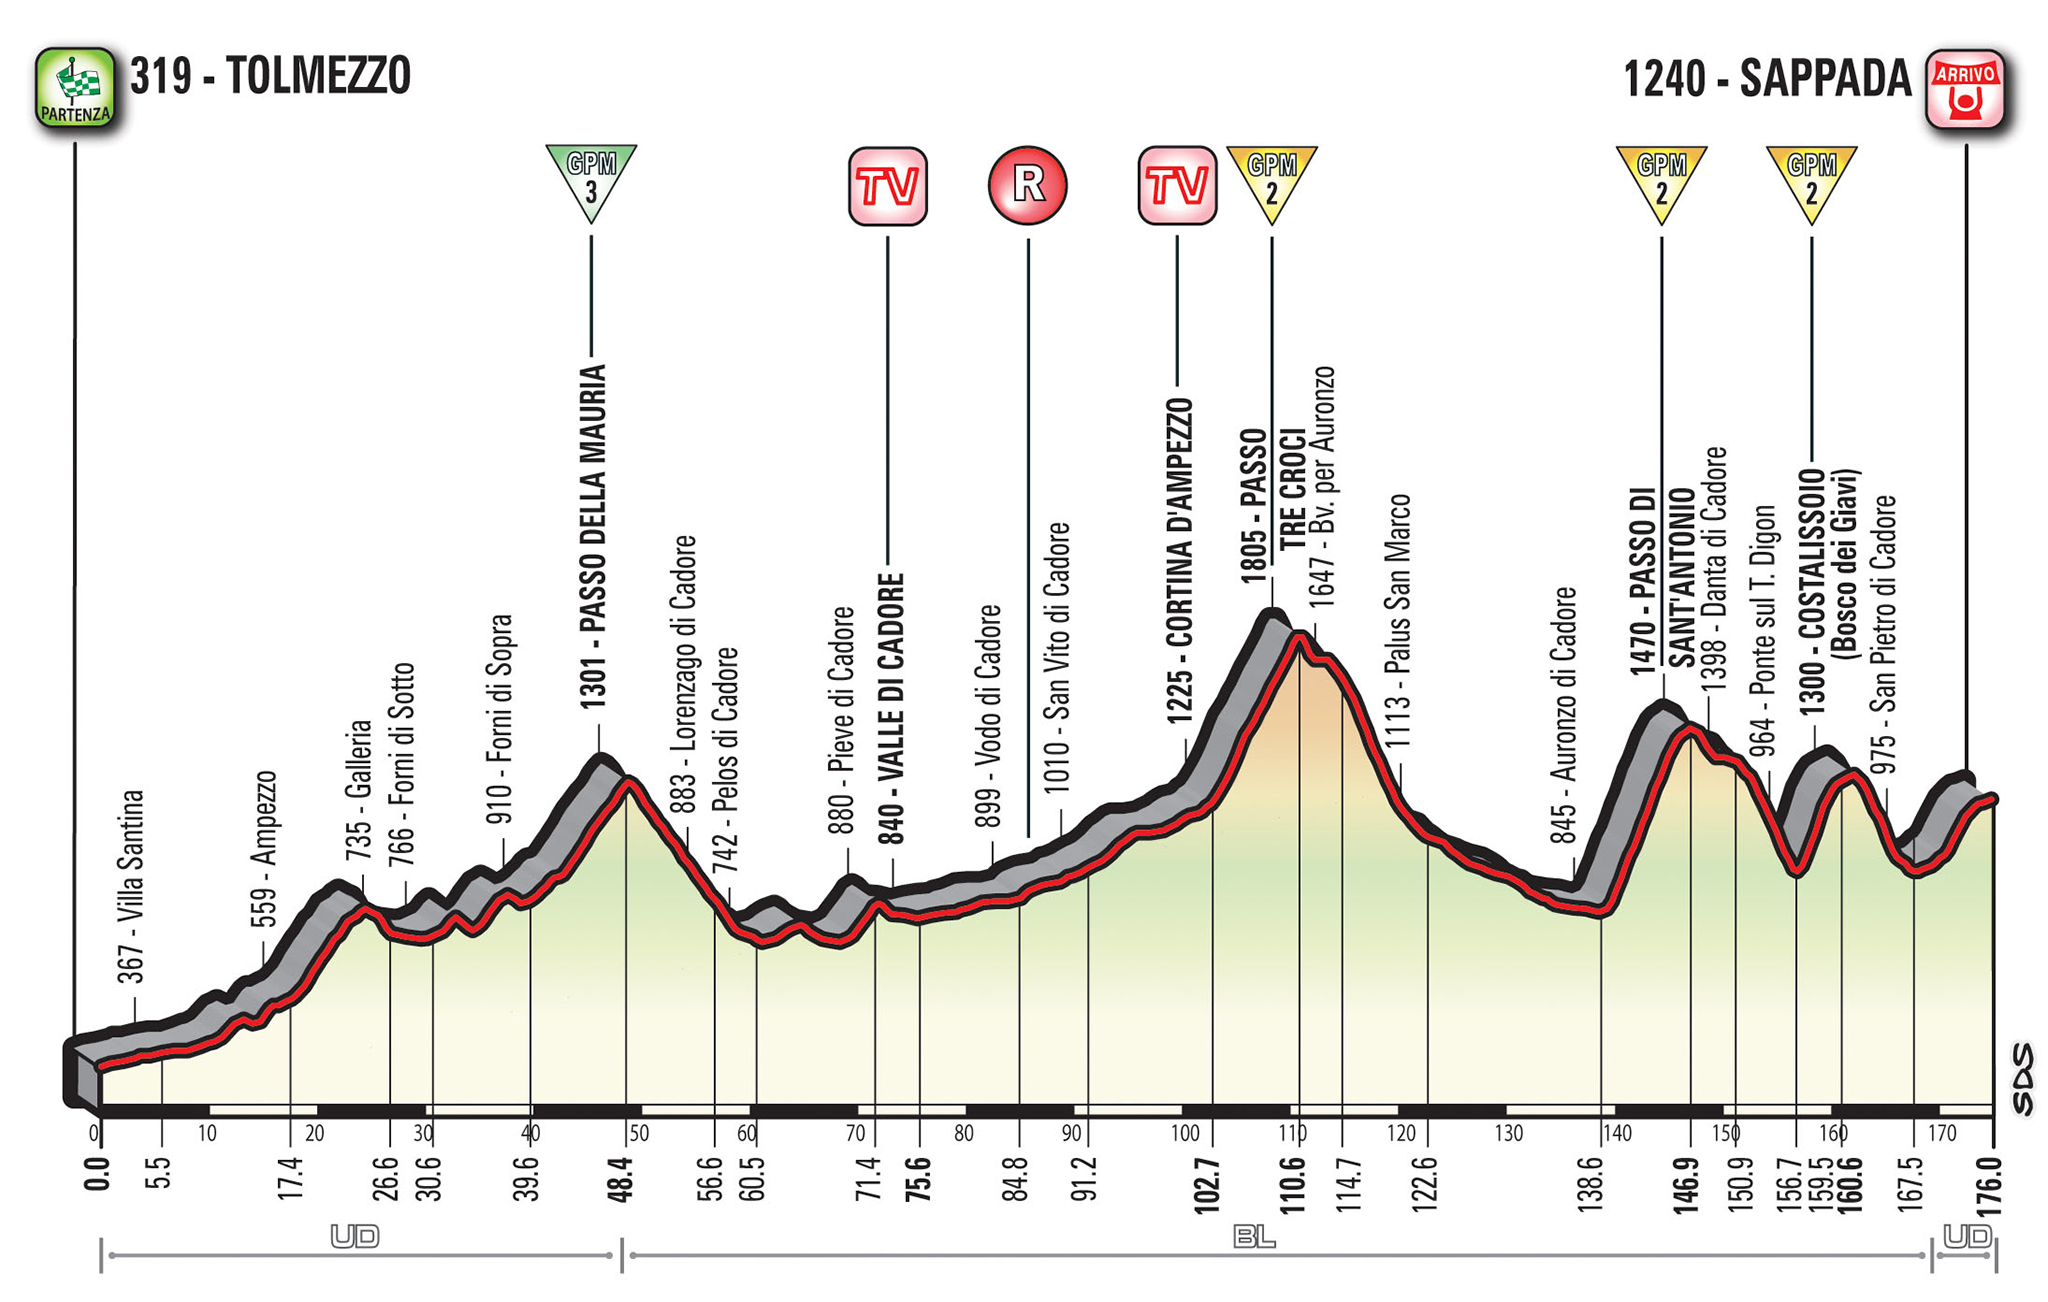 319 - TOLMEZZO
1240 - SAPPADA
PARTENZA
ARRIVO
GPM
3
TV
R
TV
GPM
2
GPM
2
GPM
2
367 - Villa Santina
559 - Ampezzo
735 - Galleria
766 - Forni di Sotto
910 - Forni di Sopra
1301 - PASSO DELLA MAURIA
883 - Lorenzago di Cadore
742 - Pelos di Cadore
880 - Pieve di Cadore
840 - VALLE DI CADORE
899 - Vodo di Cadore
1010 - San Vito di Cadore
1225 - CORTINA D'AMPEZZO
1805 - PASSO
TRE CROCI
1647 - Bv. per Auronzo
1113 - Palus San Marco
845 - Auronzo di Cadore
1470 - PASSO DI
SANT'ANTONIO
1398 - Danta di Cadore
964 - Ponte sul T. Digon
1300 - COSTALISSOIO
(Bosco dei Giavi)
975 - San Pietro di Cadore
SDS
0 10 20 30 40 50 60 70 80 90 100 110 120 130 140 150 160 170
0.0 5.5 17.4 26.6 30.6 39.6 48.4 56.6 60.5 71.4 75.6 84.8 91.2 102.7 110.6 114.7 122.6 138.6 146.9 150.9 156.7 159.5 160.6 167.5 176.0
UD BL UD